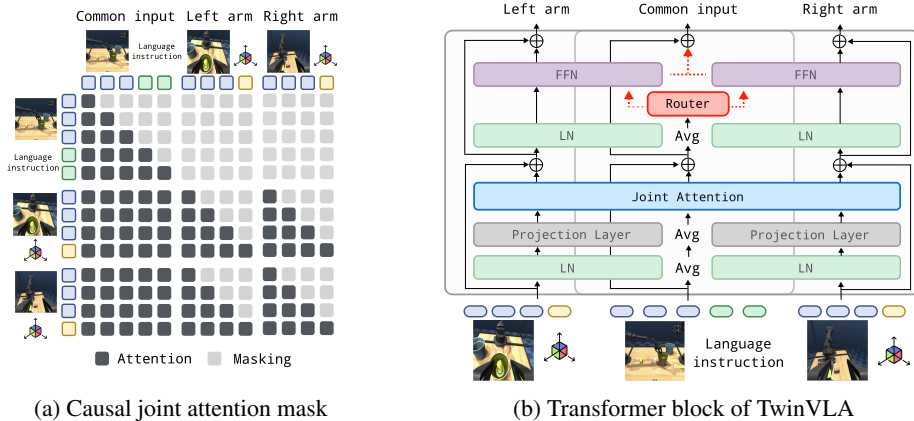 Common input
Left arm
Right arm
Language
instruction
Language
instruction
Attention
Masking
(a) Causal joint attention mask
Left arm
Common input
Right arm
FFN
FFN
Router
LN
Avg
LN
Joint Attention
Projection Layer
Avg
Projection Layer
LN
Avg
LN
Language
instruction
(b) Transformer block of TwinVLA